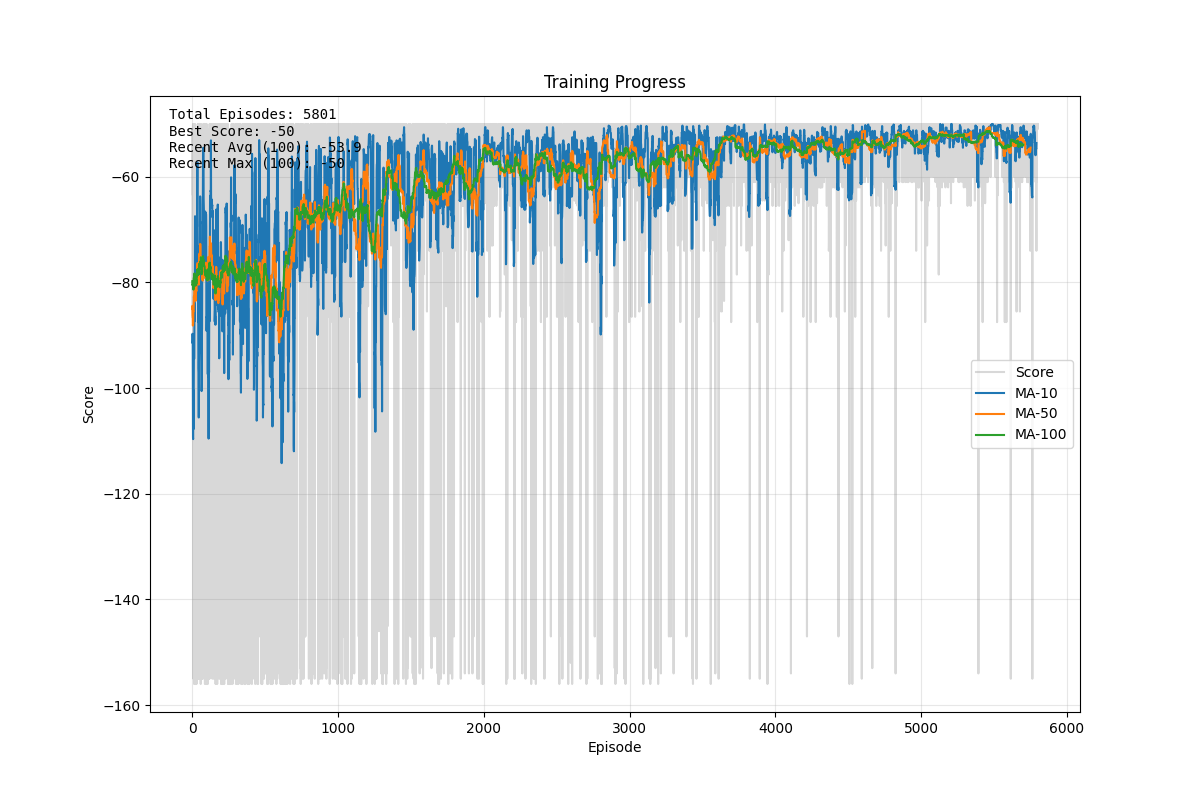 Training Progress
Total Episodes: 5801
Best Score: -50
Recent Avg (100): -53.9
Recent Max (100): -50
−60
−80
−100
−120
−140
−160
Score
Score
MA-10
MA-50
MA-100
0
1000
2000
3000
4000
5000
6000
Episode